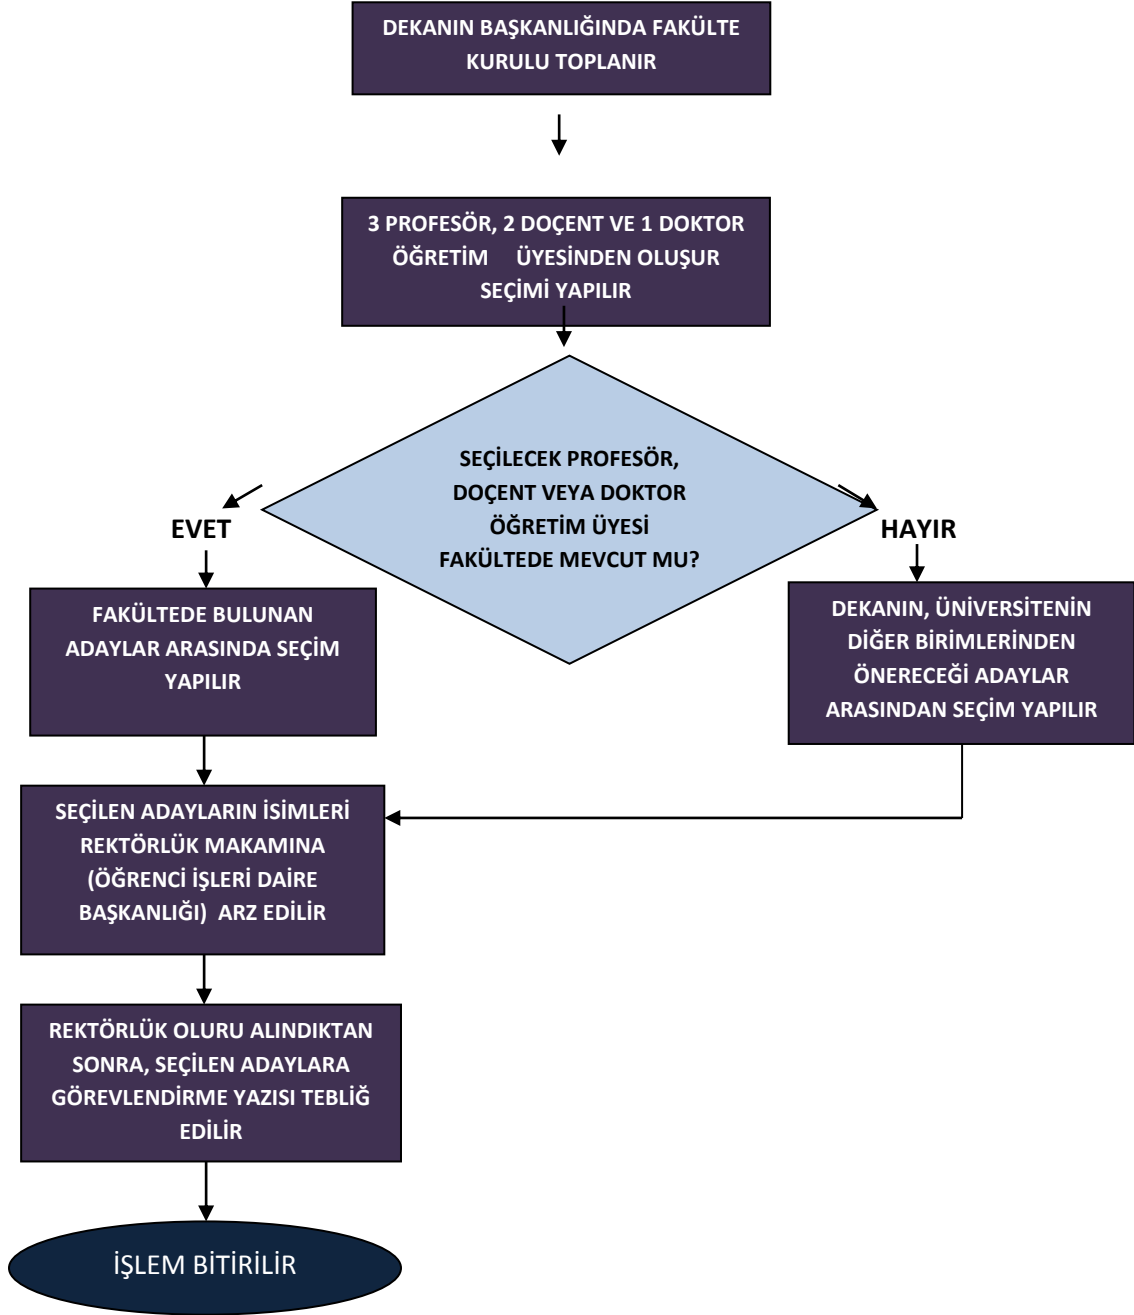 DEKANIN BAŞKANLIĞINDA FAKÜLTE
KURULU TOPLANIR
3 PROFESÖR, 2 DOÇENT VE 1 DOKTOR
ÖĞRETİM ÜYESİNDEN OLUŞUR
SEÇİMİ YAPILIR
SEÇİLECEK PROFESÖR,
DOÇENT VEYA DOKTOR
ÖĞRETİM ÜYESİ
FAKÜLTEDE MEVCUT MU?
EVET
HAYIR
FAKÜLTEDE BULUNAN
ADAYLAR ARASINDA SEÇİM
YAPILIR
DEKANIN, ÜNİVERSİTENİN
DİĞER BİRİMLERİNDEN
ÖNERECEĞİ ADAYLAR
ARASINDAN SEÇİM YAPILIR
SEÇİLEN ADAYLARIN İSİMLERİ
REKTÖRLÜK MAKAMINA
(ÖĞRENCİ İŞLERİ DAİRE
BAŞKANLIĞI) ARZ EDİLİR
REKTÖRLÜK OLURU ALINDIKTAN
SONRA, SEÇİLEN ADAYLARA
GÖREVLENDİRME YAZISI TEBLİĞ
EDİLİR
İŞLEM BİTİRİLİR